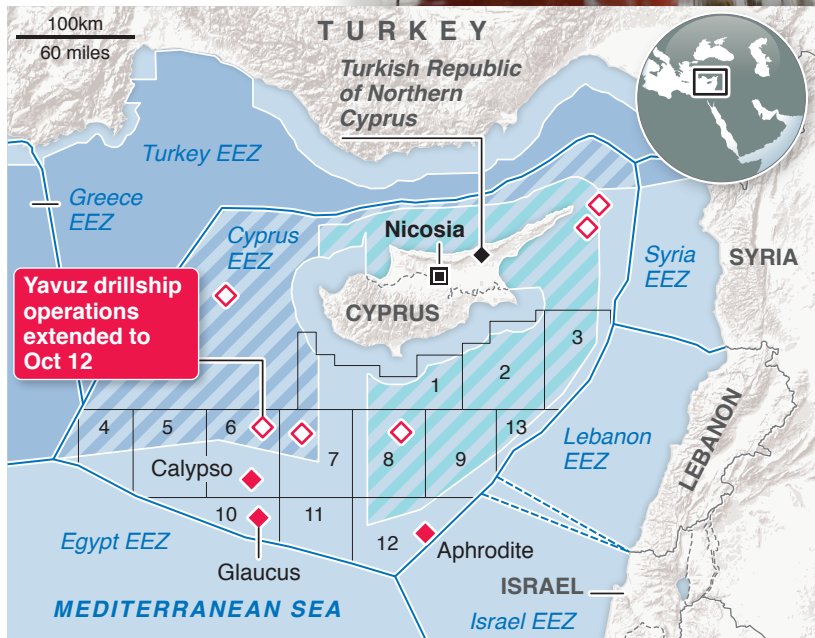 100km
60 miles
TURKEY
Turkish Republic
of Northern
Cyprus
Turkey EEZ
Greece
EEZ
Cyprus
EEZ
Nicosia
Syria
EEZ
SYRIA
Yavuz drillship
operations
extended to
Oct 12
CYPRUS
3
2
1
4
5
6
13
7
8
9
Lebanon
EEZ
LEBANON
Calypso
10
11
12
Egypt EEZ
Aphrodite
Glaucus
ISRAEL
MEDITERRANEAN SEA
Israel EEZ